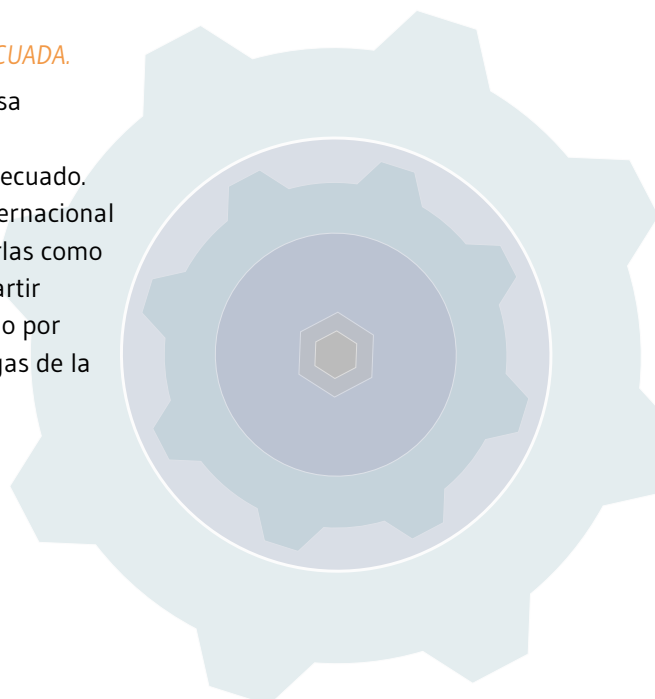 CUADA.
sa
ecuado.
ernacional
rlas como
artir
o por
gas de la